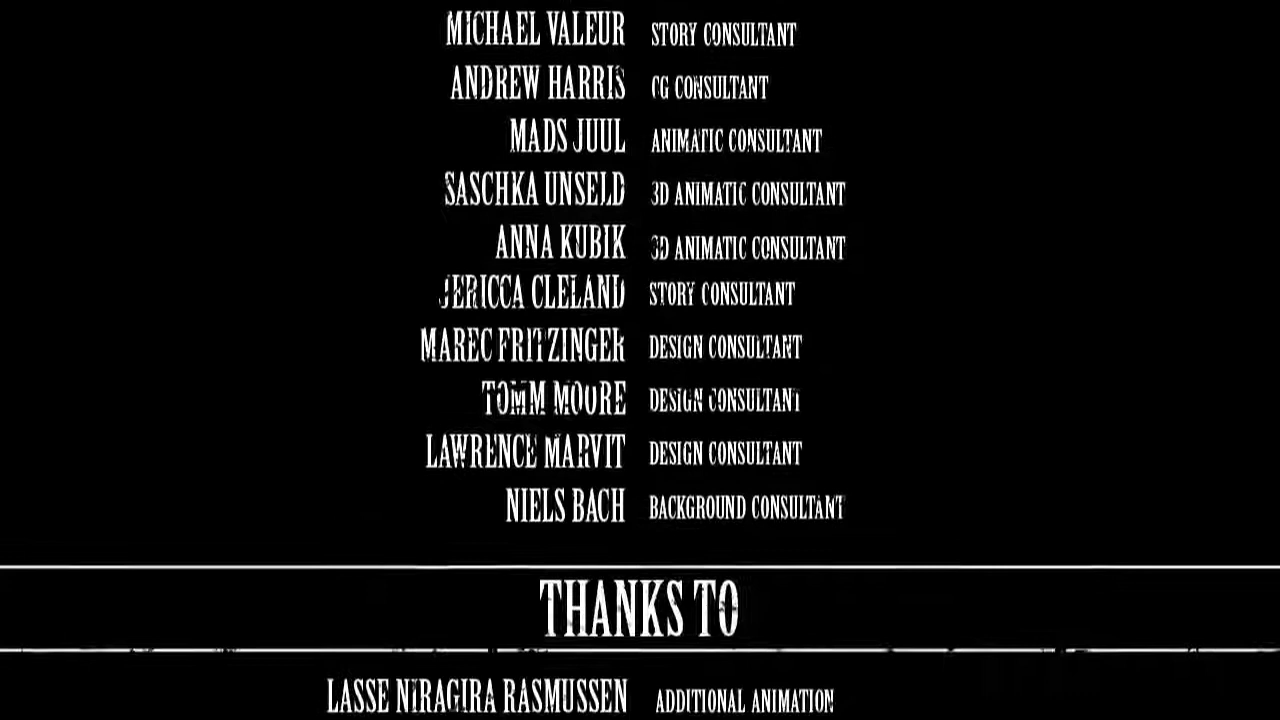 MICHAEL VALEUR STORY CONSULTANT
ANDREW HARRIS CG CONSULTANT
MADS JUUL ANIMATIC CONSULTANT
SASCHKA UNSELD 3D ANIMATIC CONSULTANT
ANNA KUBIK 3D ANIMATIC CONSULTANT
JERICCA CLELAND STORY CONSULTANT
MAREC FRITZINGER DESIGN CONSULTANT
TOMM MOORE DESIGN CONSULTANT
LAWRENCE MARVIT DESIGN CONSULTANT
NIELS BACH BACKGROUND CONSULTANT
THANKS TO
LASSE NIRAGIRA RASMUSSEN ADDITIONAL ANIMATION